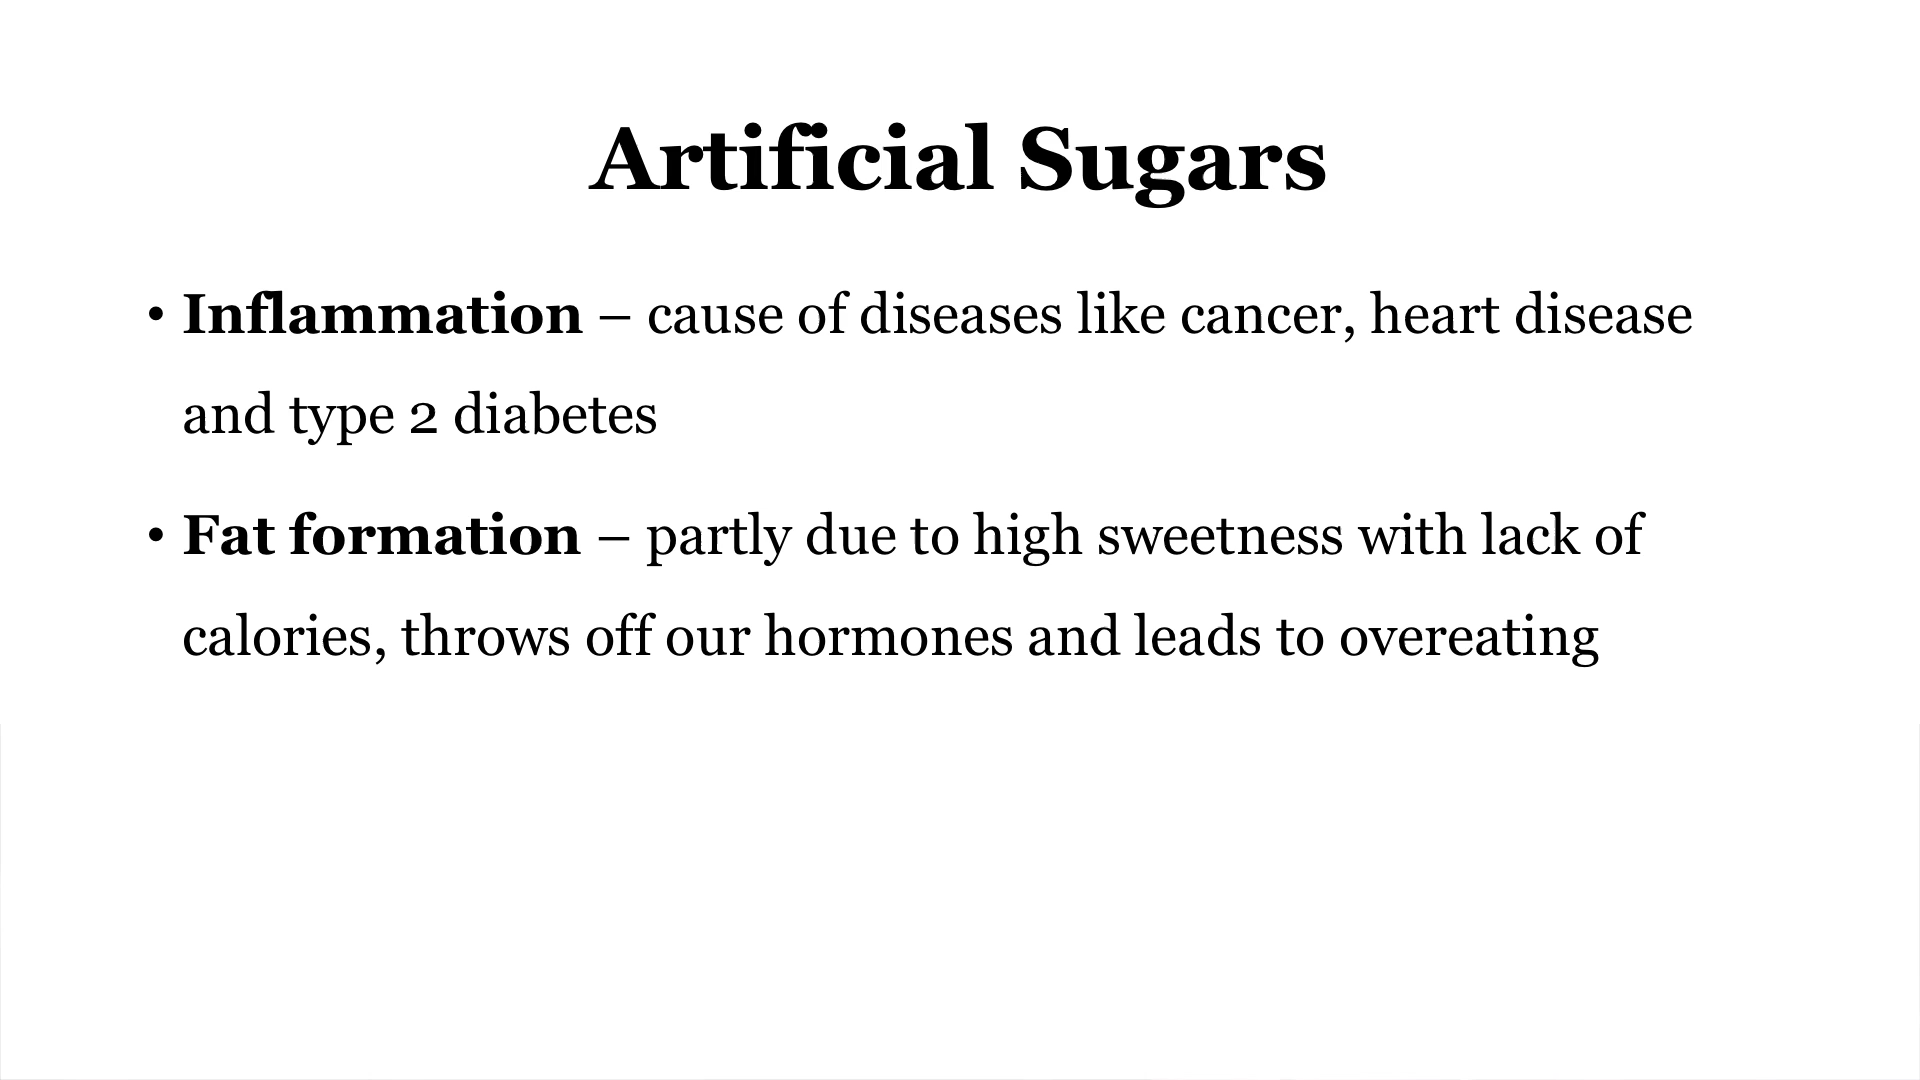 Artificial Sugars
• Inflammation – cause of diseases like cancer, heart disease
and type 2 diabetes
• Fat formation – partly due to high sweetness with lack of
calories, throws off our hormones and leads to overeating